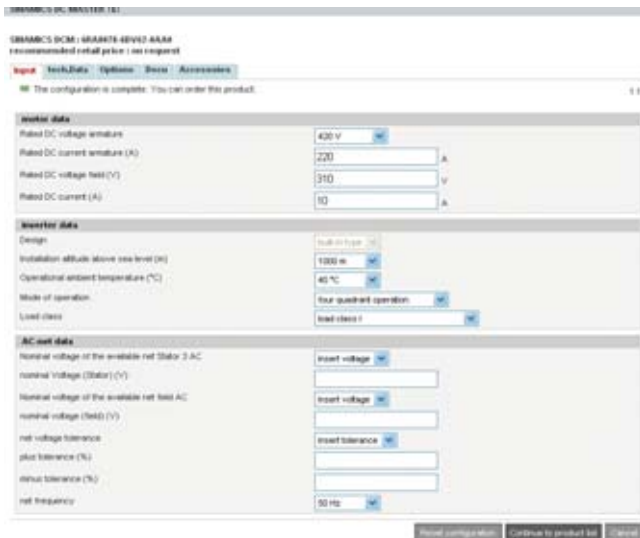 SINAMICS DC MASTER
SINAMICS DCM :
recommended retail price : on request
Input tech.Data Options Docu Accessories
The configuration is complete. You can order this product.
motor data
Rated DC voltage armature 420 V
Rated DC current armature (A) 220 A
Rated DC voltage field (V) 310 V
Rated DC current (A) 10 A
Inverter data
Design built-in type
Installation altitude above sea level (m) 1000 m
Operational ambient temperature (°C) 40 °C
Mode of operation four quadrant operation
Load class load class I
AC-net data
Nominal voltage of the available net Stator 3 AC insert voltage
nominal Voltage (Stator) (V)
Nominal voltage of the available net field AC insert voltage
nominal voltage (field) (V)
net voltage tolerance insert tolerance
plus tolerance (%)
minus tolerance (%)
net frequency 50 Hz
Reset configuration Continue to product list Cancel